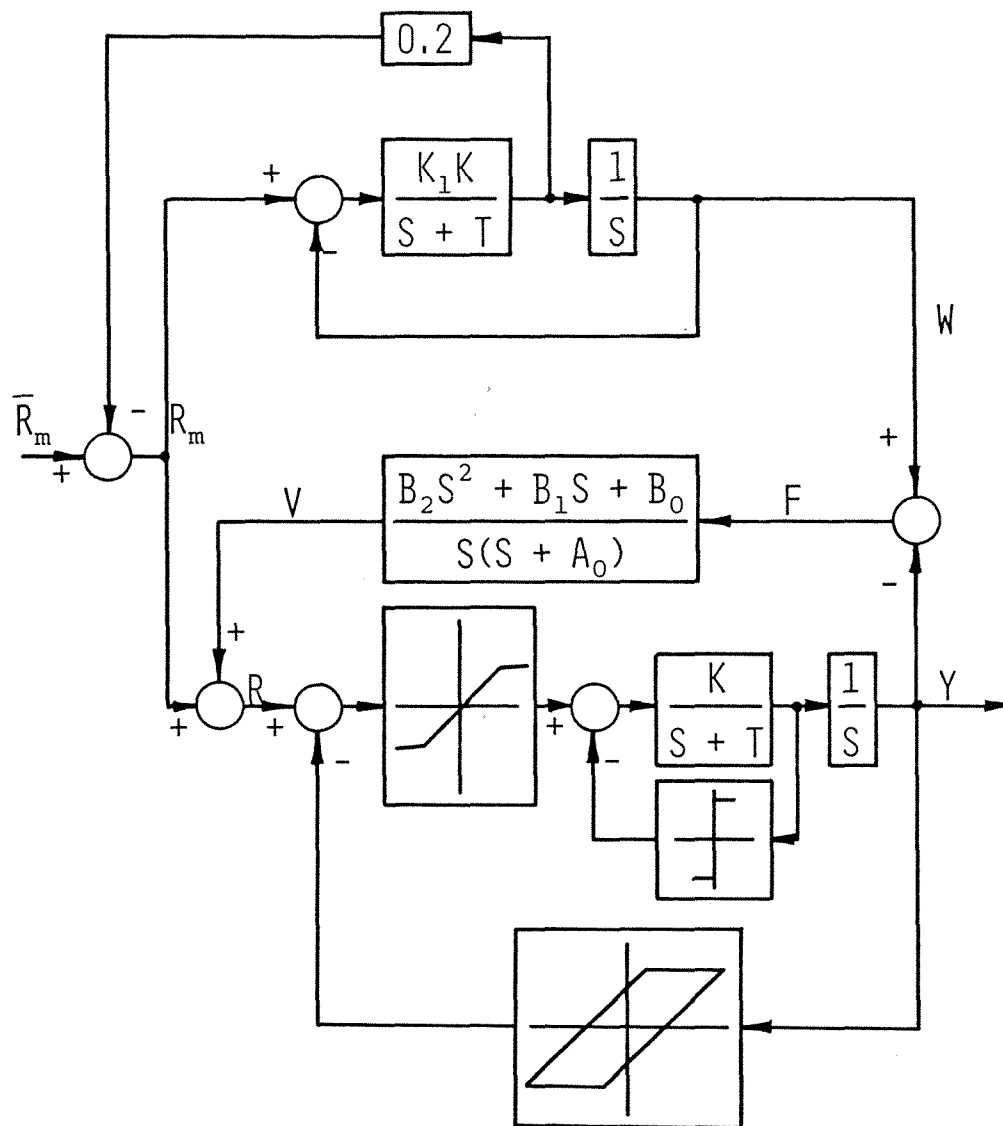 0.2
+
K₁K
S + T
1
S
-
W
R̄ₘ
+
-
Rₘ
+
V
B₂S² + B₁S + B₀
S(S + A₀)
F
-
+
+
R
+
-
+
-
K
S + T
1
S
Y